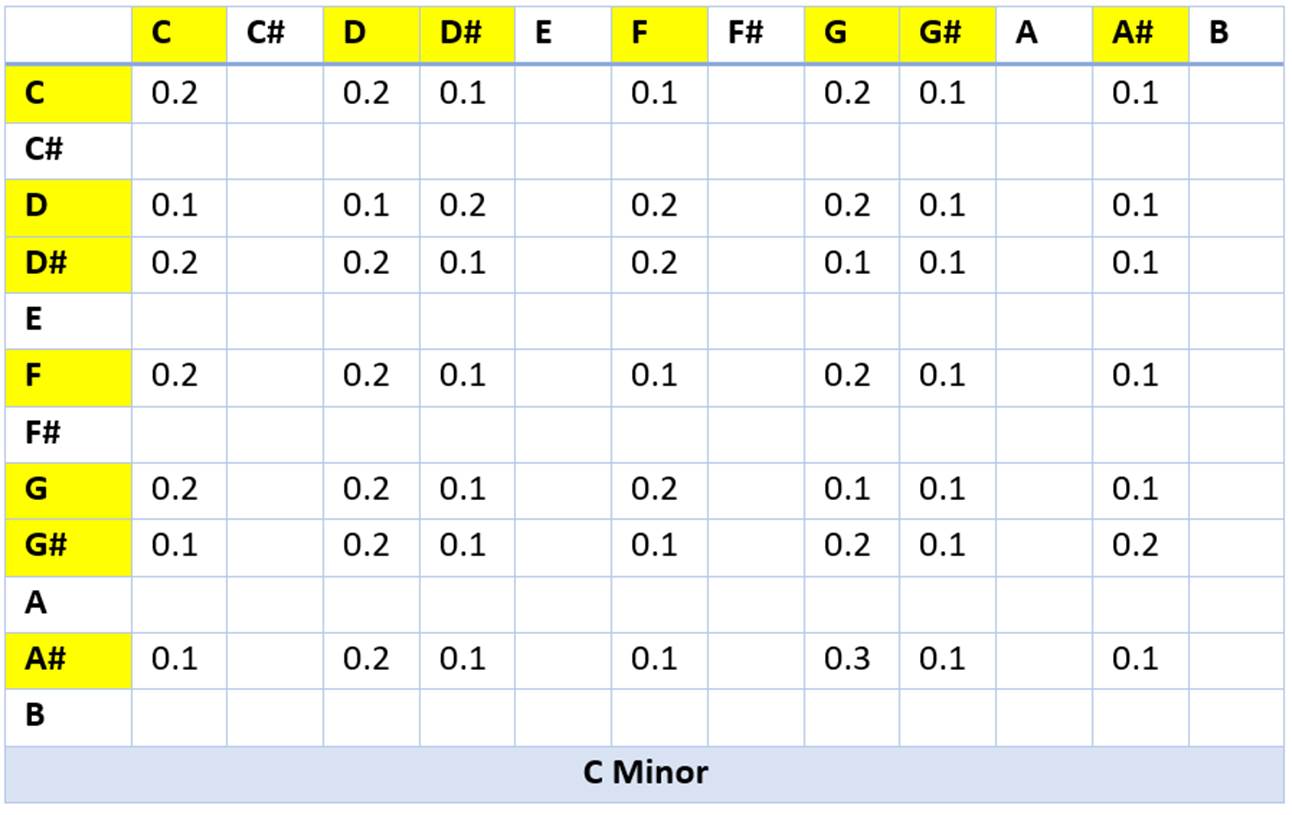 C C# D D# E F F# G G# A A# B
C 0.2 0.2 0.1 0.1 0.2 0.1 0.1
C#
D 0.1 0.1 0.2 0.2 0.2 0.1 0.1
D# 0.2 0.2 0.1 0.2 0.1 0.1 0.1
E
F 0.2 0.2 0.1 0.1 0.2 0.1 0.1
F#
G 0.2 0.2 0.1 0.2 0.1 0.1 0.1
G# 0.1 0.2 0.1 0.1 0.2 0.1 0.2
A
A# 0.1 0.2 0.1 0.1 0.3 0.1 0.1
B
C Minor